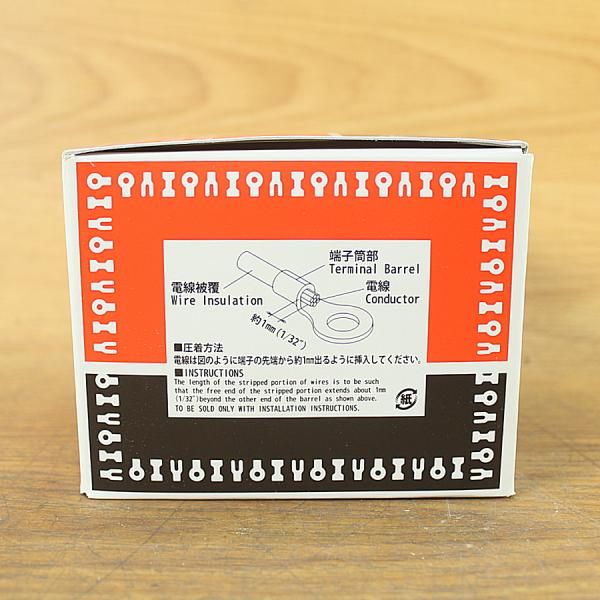 端子筒部
Terminal Barrel
電線被覆
Wire Insulation
電線
Conductor
約1mm(1/32")
■圧着方法
電線は図のように端子の先端から約1mm出るように挿入してください。
■INSTRUCTIONS
The length of the stripped portion of wires is to be such
that the free end of the stripped portion extends about 1mm
(1/32")beyond the other end of the barrel as shown above.
TO BE SOLD ONLY WITH INSTALLATION INSTRUCTIONS.
紙